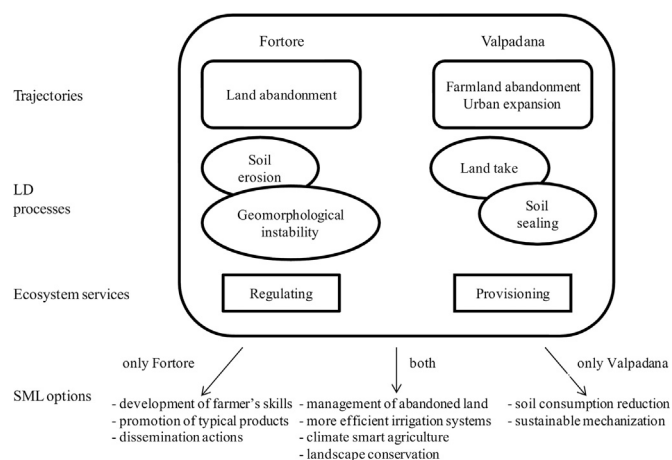 Fortore
Valpadana
Trajectories
Land abandonment
Farmland abandonment
Urban expansion
LD
processes
Soil
erosion
Geomorphological
instability
Land take
Soil
sealing
Ecosystem services
Regulating
Provisioning
only Fortore
both
only Valpadana
SML options
- development of farmer's skills
- promotion of typical products
- dissemination actions
- management of abandoned land
- more efficient irrigation systems
- climate smart agriculture
- landscape conservation
- soil consumption reduction
- sustainable mechanization